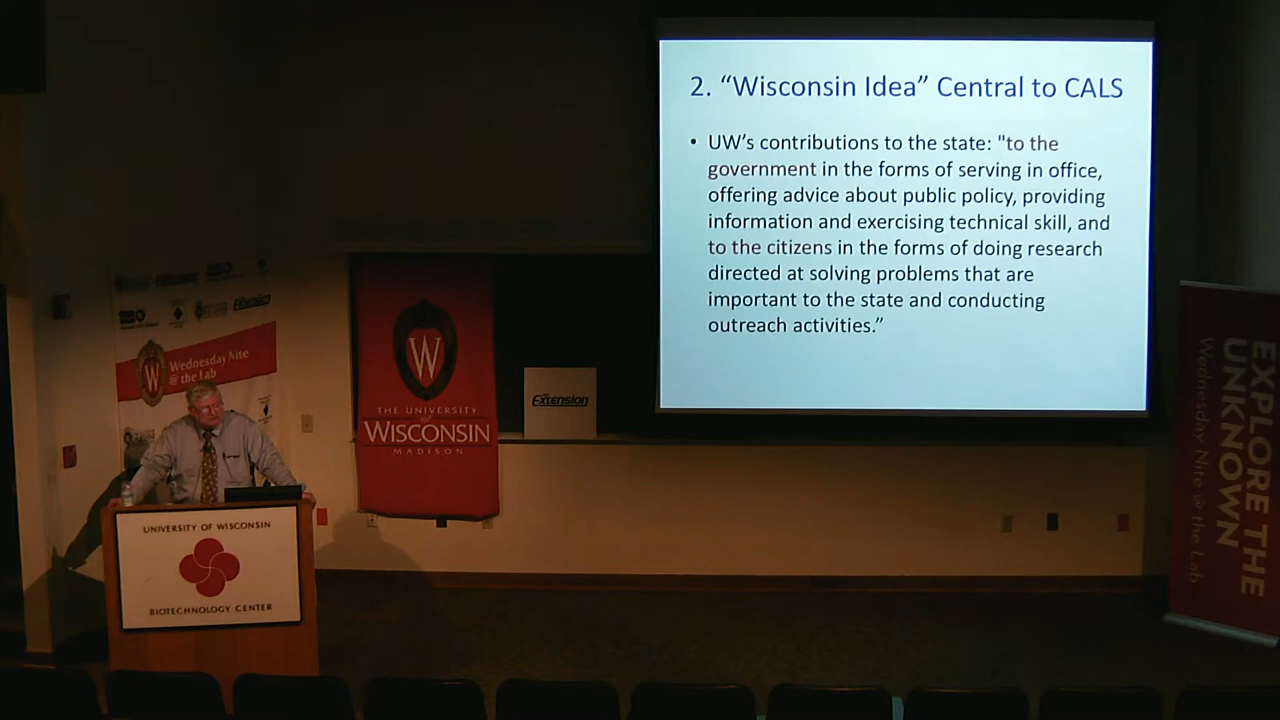 2. “Wisconsin Idea” Central to CALS
• UW’s contributions to the state: "to the
government in the forms of serving in office,
offering advice about public policy, providing
information and exercising technical skill, and
to the citizens in the forms of doing research
directed at solving problems that are
important to the state and conducting
outreach activities.”
Extension
W
Wednesday Nite
@ the Lab
W
THE UNIVERSITY
of
WISCONSIN
MADISON
Extension
UNIVERSITY OF WISCONSIN
BIOTECHNOLOGY CENTER
EXPLORE THE
UNKNOWN
Wednesday Nite @ the Lab